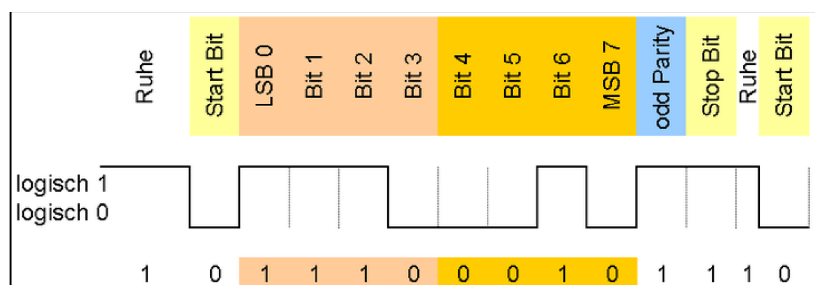 Ruhe Start Bit LSB 0 Bit 1 Bit 2 Bit 3 Bit 4 Bit 5 Bit 6 MSB 7 odd Parity Stop Bit Ruhe Start Bit
logisch 1
logisch 0
1 0 1 1 1 0 0 0 1 0 1 1 1 0